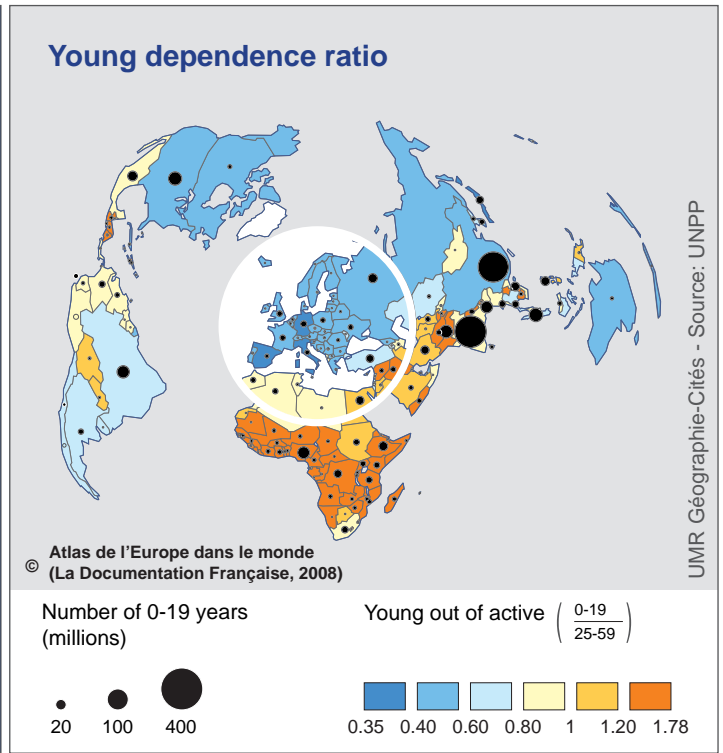 Young dependence ratio
UMR Géographie-Cités - Source: UNPP
© Atlas de l’Europe dans le monde
(La Documentation Française, 2008)
Number of 0-19 years
(millions)
20 100 400
Young out of active ( 0-19
25-59 )
0.35 0.40 0.60 0.80 1 1.20 1.78